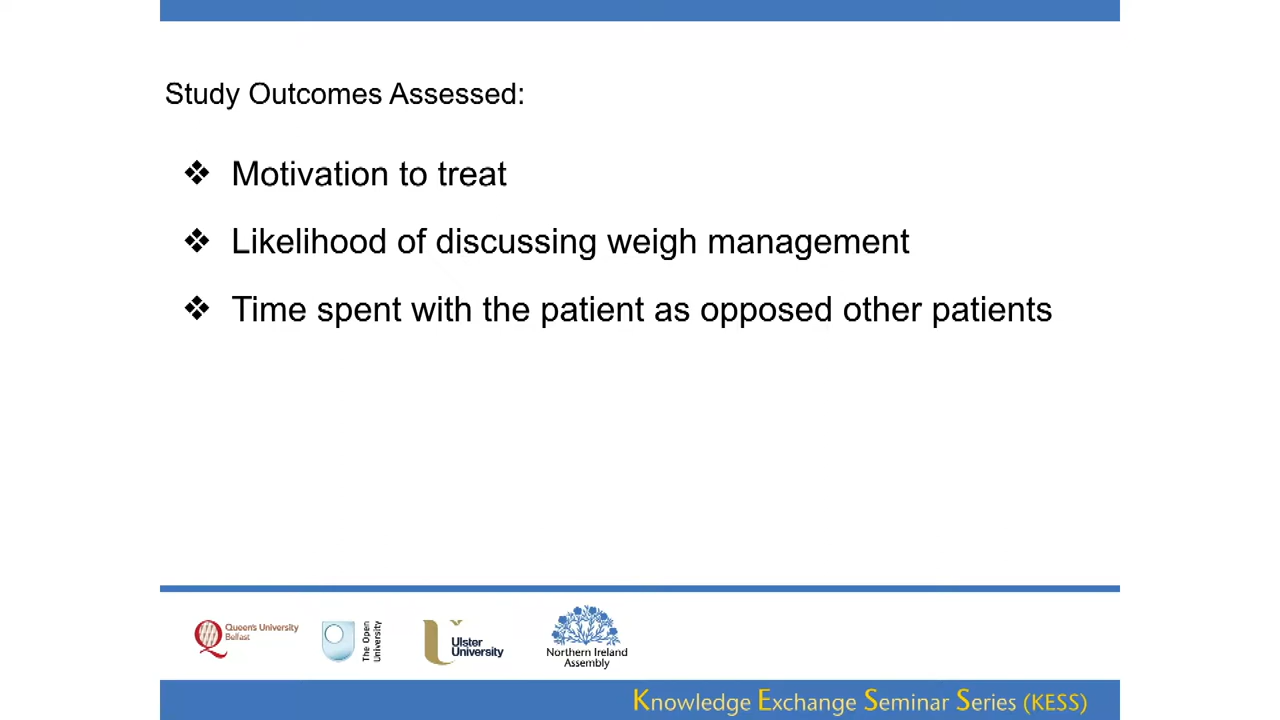 Study Outcomes Assessed:
❖ Motivation to treat
❖ Likelihood of discussing weigh management
❖ Time spent with the patient as opposed other patients
Queen's University
Belfast
The Open
University
Ulster
University
Northern Ireland
Assembly
Knowledge Exchange Seminar Series (KESS)